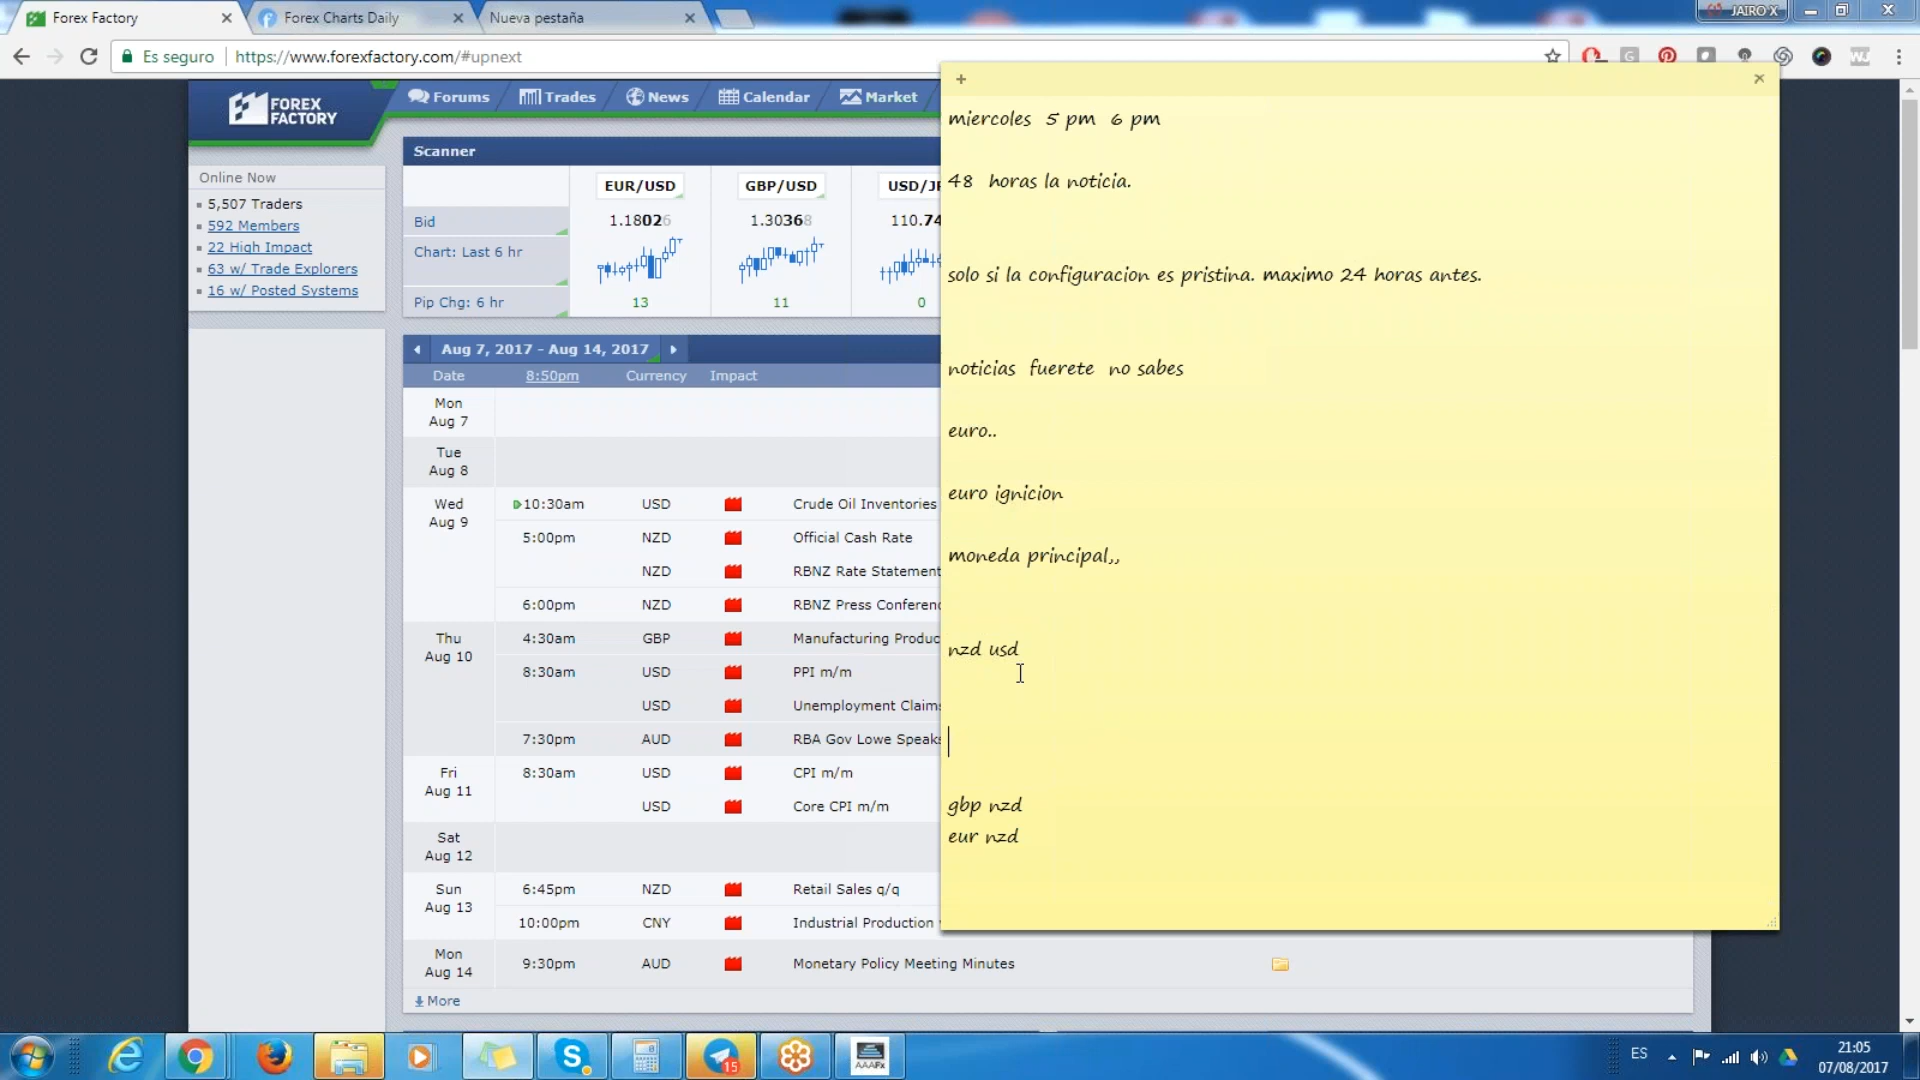 Forex Factory
Forex Charts Daily
Nueva pestaña
JAIRO X
Es seguro
https://www.forexfactory.com/#upnext
FOREX FACTORY
Forums
Trades
News
Calendar
Market
Online Now
5,507 Traders
592 Members
22 High Impact
63 w/ Trade Explorers
16 w/ Posted Systems
Scanner
EUR/USD GBP/USD USD/J
Bid 1.18026 1.30368 110.74
Chart: Last 6 hr
Pip Chg: 6 hr 13 11 0
Aug 7, 2017 - Aug 14, 2017
Date 8:50pm Currency Impact
Mon Aug 7
Tue Aug 8
Wed Aug 9
10:30am USD Crude Oil Inventories
5:00pm NZD Official Cash Rate
NZD RBNZ Rate Statement
6:00pm NZD RBNZ Press Conferenc
Thu Aug 10
4:30am GBP Manufacturing Produc
8:30am USD PPI m/m
USD Unemployment Claims
7:30pm AUD RBA Gov Lowe Speaks
Fri Aug 11
8:30am USD CPI m/m
USD Core CPI m/m
Sat Aug 12
Sun Aug 13
6:45pm NZD Retail Sales q/q
10:00pm CNY Industrial Production
Mon Aug 14
9:30pm AUD Monetary Policy Meeting Minutes
More
miercoles 5 pm 6 pm
48 horas la noticia.
solo si la configuracion es pristina. maximo 24 horas antes.
noticias fuerete no sabes
euro..
euro ignicion
moneda principal,,
nzd usd
gbp nzd
eur nzd
15
AAAFx
ES
21:05
07/08/2017